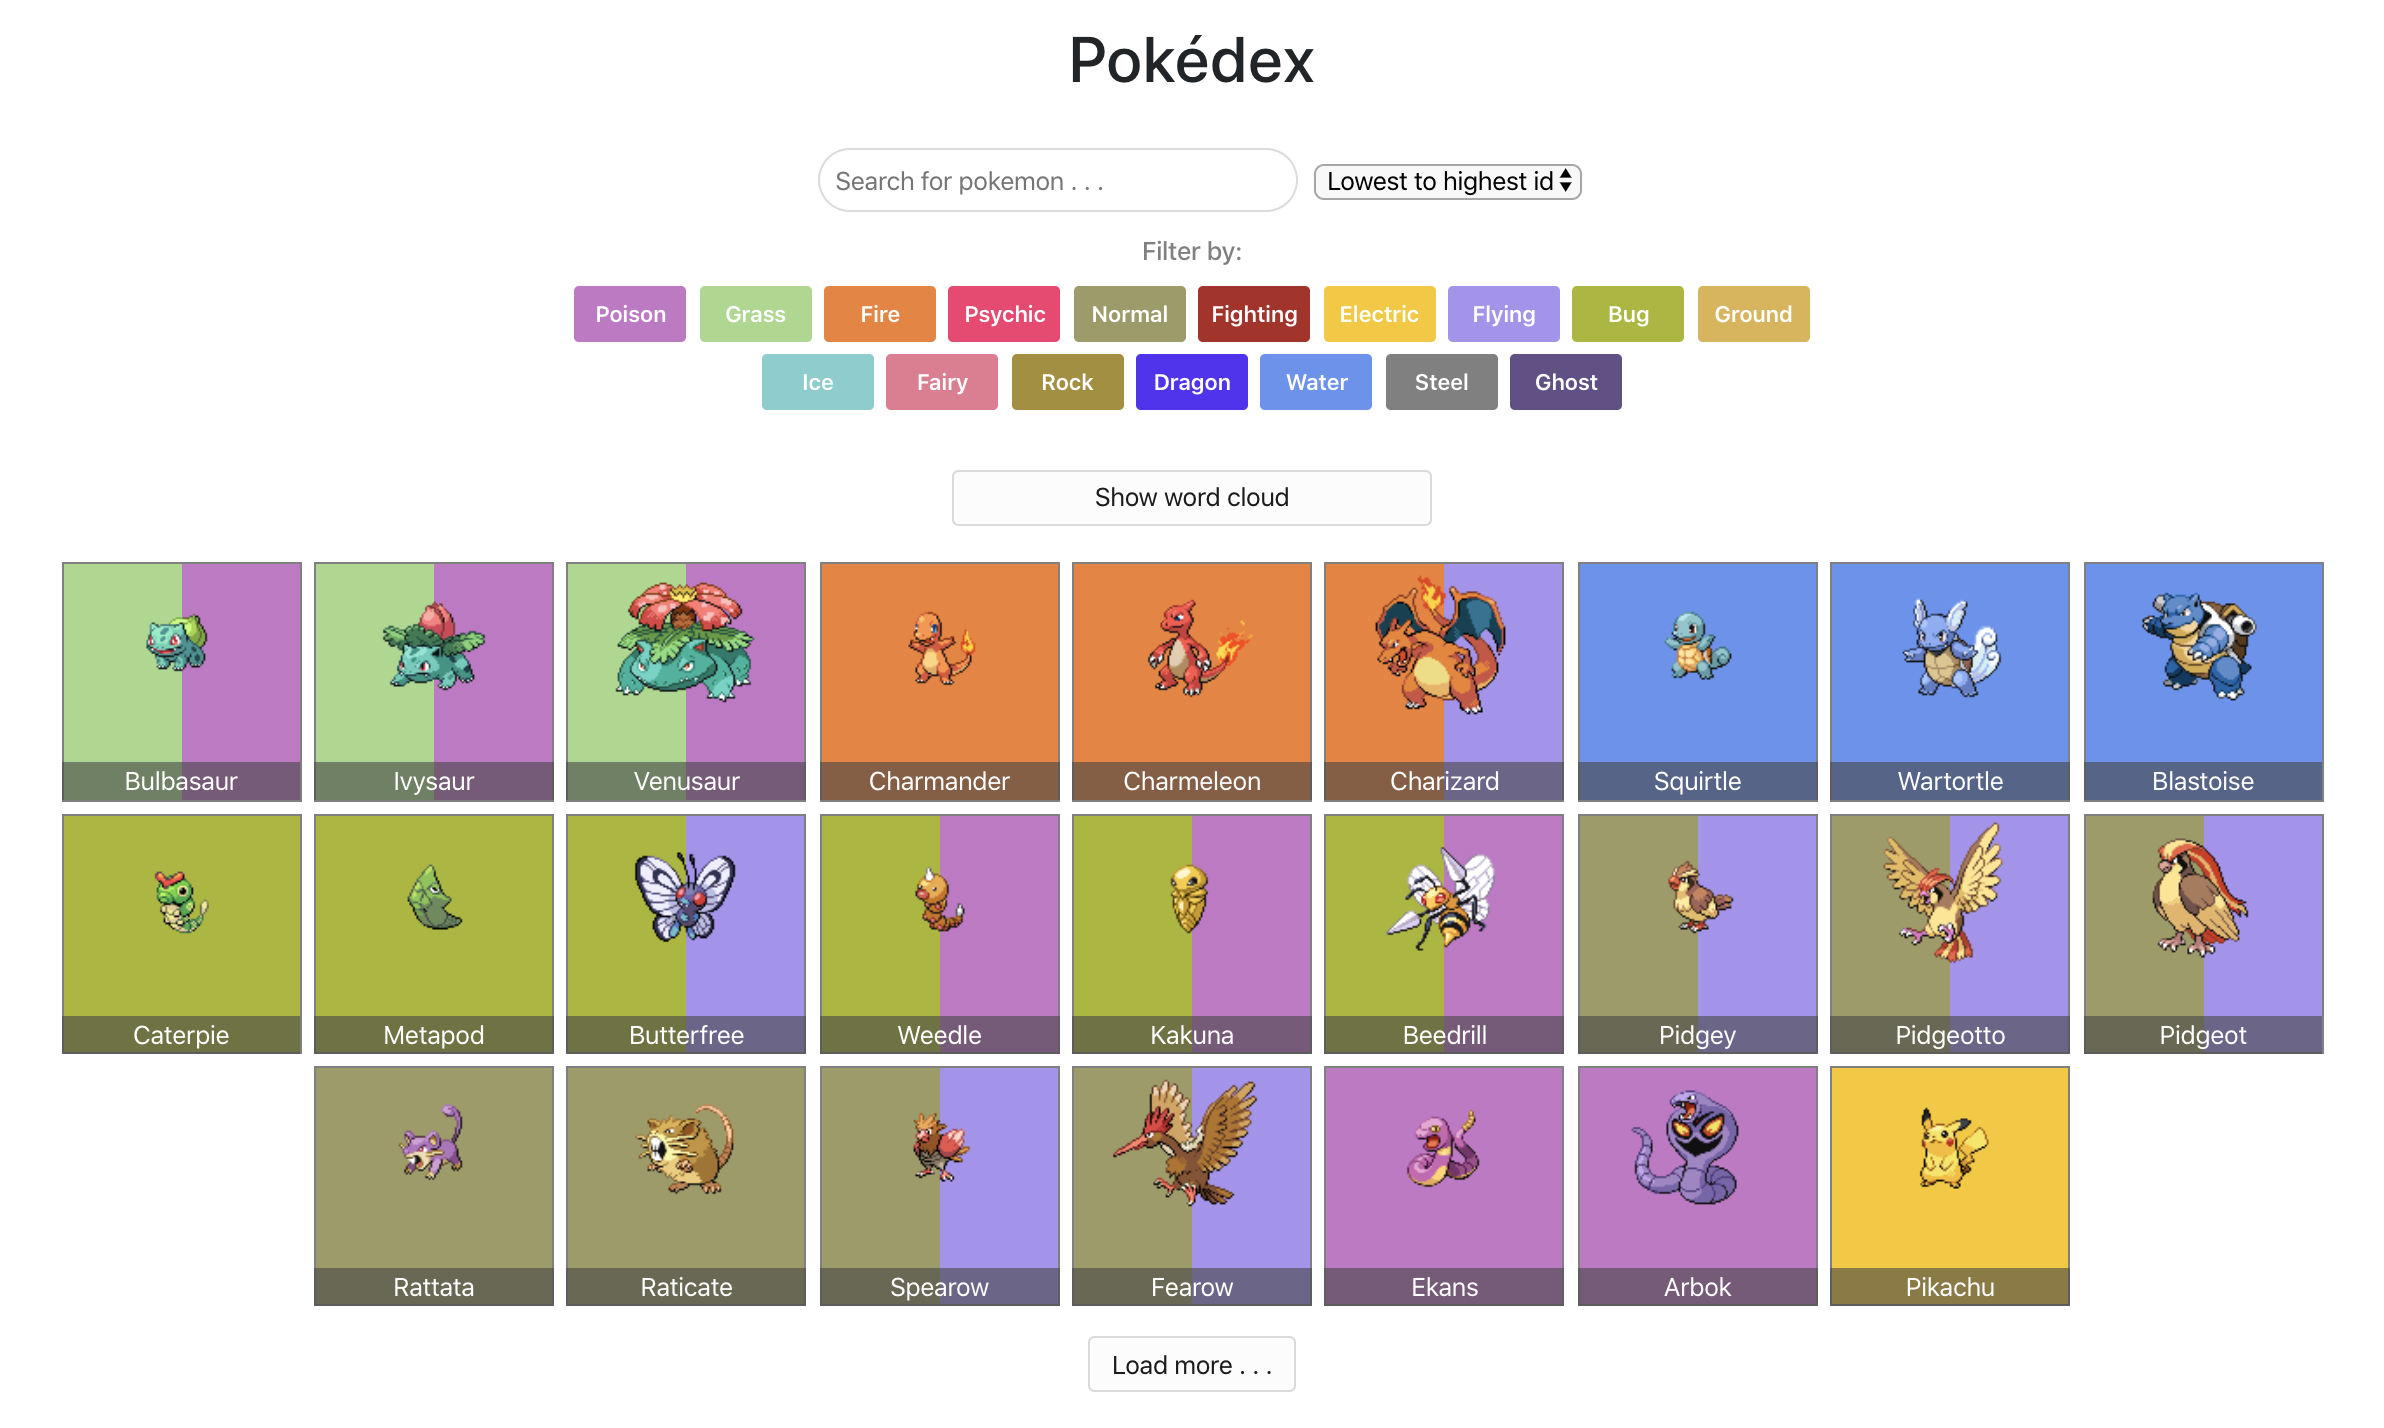 Pokédex
Search for pokemon . . .
Lowest to highest id
Filter by:
Poison Grass Fire Psychic Normal Fighting Electric Flying Bug Ground
Ice Fairy Rock Dragon Water Steel Ghost
Show word cloud
Bulbasaur Ivysaur Venusaur Charmander Charmeleon Charizard Squirtle Wartortle Blastoise
Caterpie Metapod Butterfree Weedle Kakuna Beedrill Pidgey Pidgeotto Pidgeot
Rattata Raticate Spearow Fearow Ekans Arbok Pikachu
Load more . . .